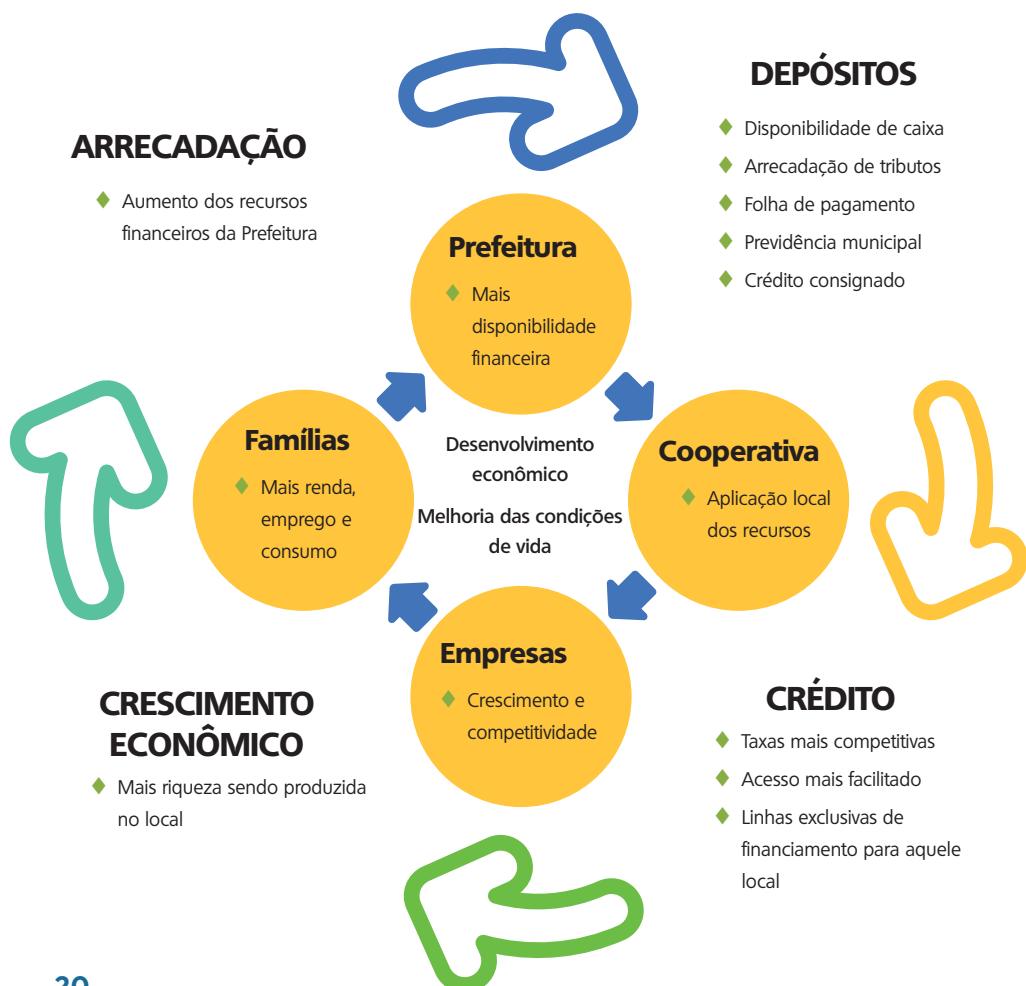 ARRECADAÇÃO
Aumento dos recursos
financeiros da Prefeitura
DEPÓSITOS
Disponibilidade de caixa
Arrecadação de tributos
Folha de pagamento
Previdência municipal
Crédito consignado
Prefeitura
Mais
disponibilidade
financeira
Famílias
Mais renda,
emprego e
consumo
Desenvolvimento
econômico
Melhoria das condições
de vida
Cooperativa
Aplicação local
dos recursos
Empresas
Crescimento e
competitividade
CRESCIMENTO
ECONÔMICO
Mais riqueza sendo produzida
no local
CRÉDITO
Taxas mais competitivas
Acesso mais facilitado
Linhas exclusivas de
financiamento para aquele
local